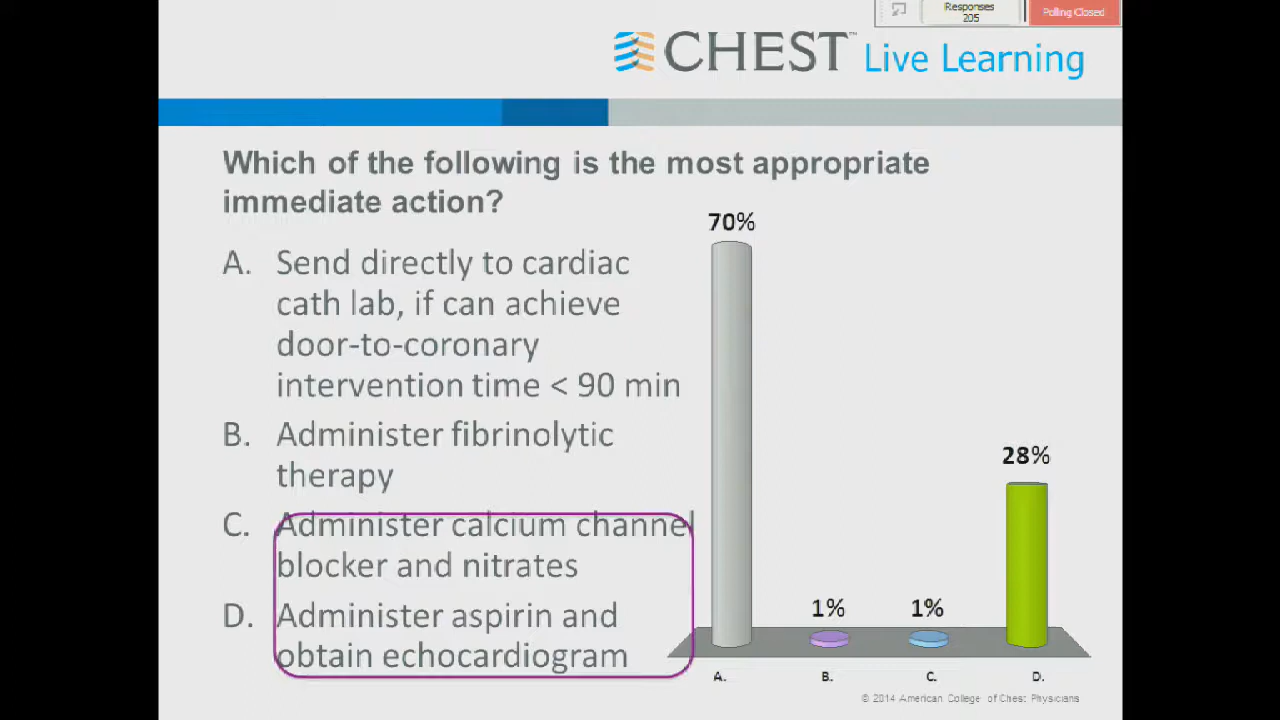 Responses
205
Polling Closed
CHEST™ Live Learning
Which of the following is the most appropriate
immediate action?
A. Send directly to cardiac
cath lab, if can achieve
door-to-coronary
intervention time < 90 min
B. Administer fibrinolytic
therapy
C. Administer calcium channel
blocker and nitrates
D. Administer aspirin and
obtain echocardiogram
70%
1%
1%
28%
A.
B.
C.
D.
© 2014 American College of Chest Physicians